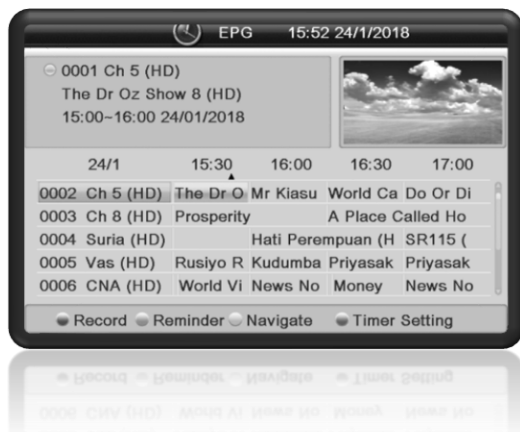 EPG 15:52 24/1/2018
0001 Ch 5 (HD)
The Dr Oz Show 8 (HD)
15:00~16:00 24/01/2018
24/1 15:30 16:00 16:30 17:00
0002 Ch 5 (HD) The Dr O Mr Kiasu World Ca Do Or Di
0003 Ch 8 (HD) Prosperity A Place Called Ho
0004 Suria (HD) Hati Perempuan (H SR115 (
0005 Vas (HD) Rusiyo R Kudumba Priyasak Priyasak
0006 CNA (HD) World Vi News No Money News No
Record Reminder Navigate Timer Setting